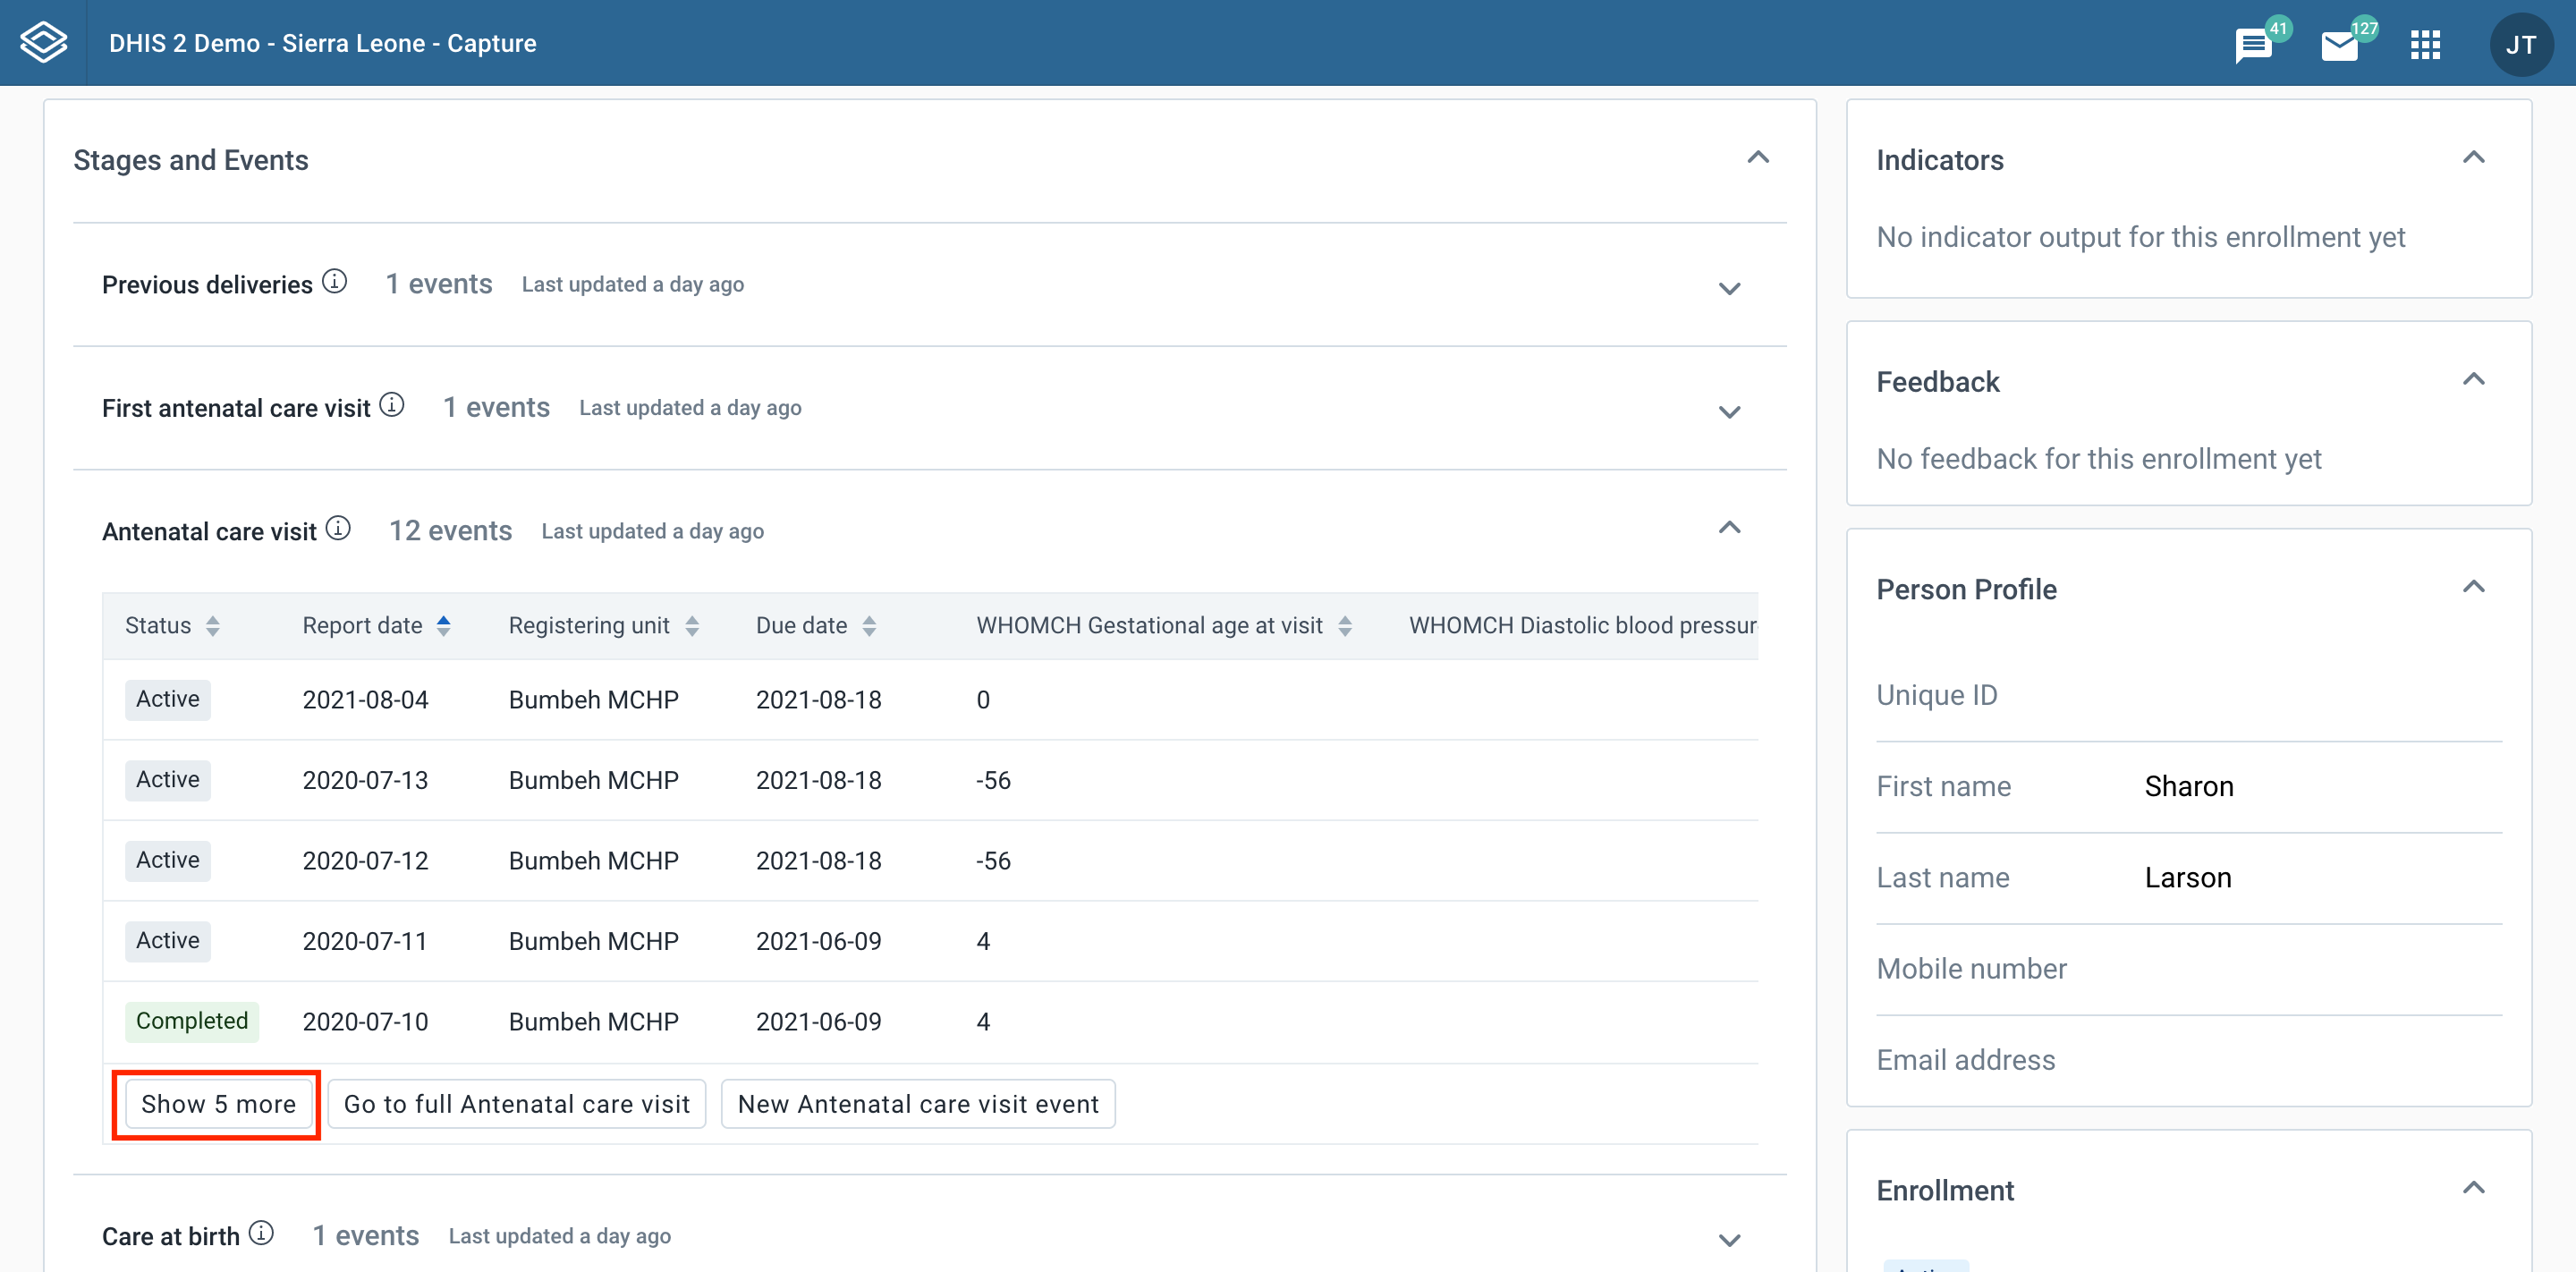 DHIS 2 Demo - Sierra Leone - Capture
41
127
JT
Stages and Events
Previous deliveries 1 events Last updated a day ago
First antenatal care visit 1 events Last updated a day ago
Antenatal care visit 12 events Last updated a day ago
Status Report date Registering unit Due date WHOMCH Gestational age at visit WHOMCH Diastolic blood pressur
Active 2021-08-04 Bumbeh MCHP 2021-08-18 0
Active 2020-07-13 Bumbeh MCHP 2021-08-18 -56
Active 2020-07-12 Bumbeh MCHP 2021-08-18 -56
Active 2020-07-11 Bumbeh MCHP 2021-06-09 4
Completed 2020-07-10 Bumbeh MCHP 2021-06-09 4
Show 5 more Go to full Antenatal care visit New Antenatal care visit event
Care at birth 1 events Last updated a day ago
Indicators
No indicator output for this enrollment yet
Feedback
No feedback for this enrollment yet
Person Profile
Unique ID
First name Sharon
Last name Larson
Mobile number
Email address
Enrollment